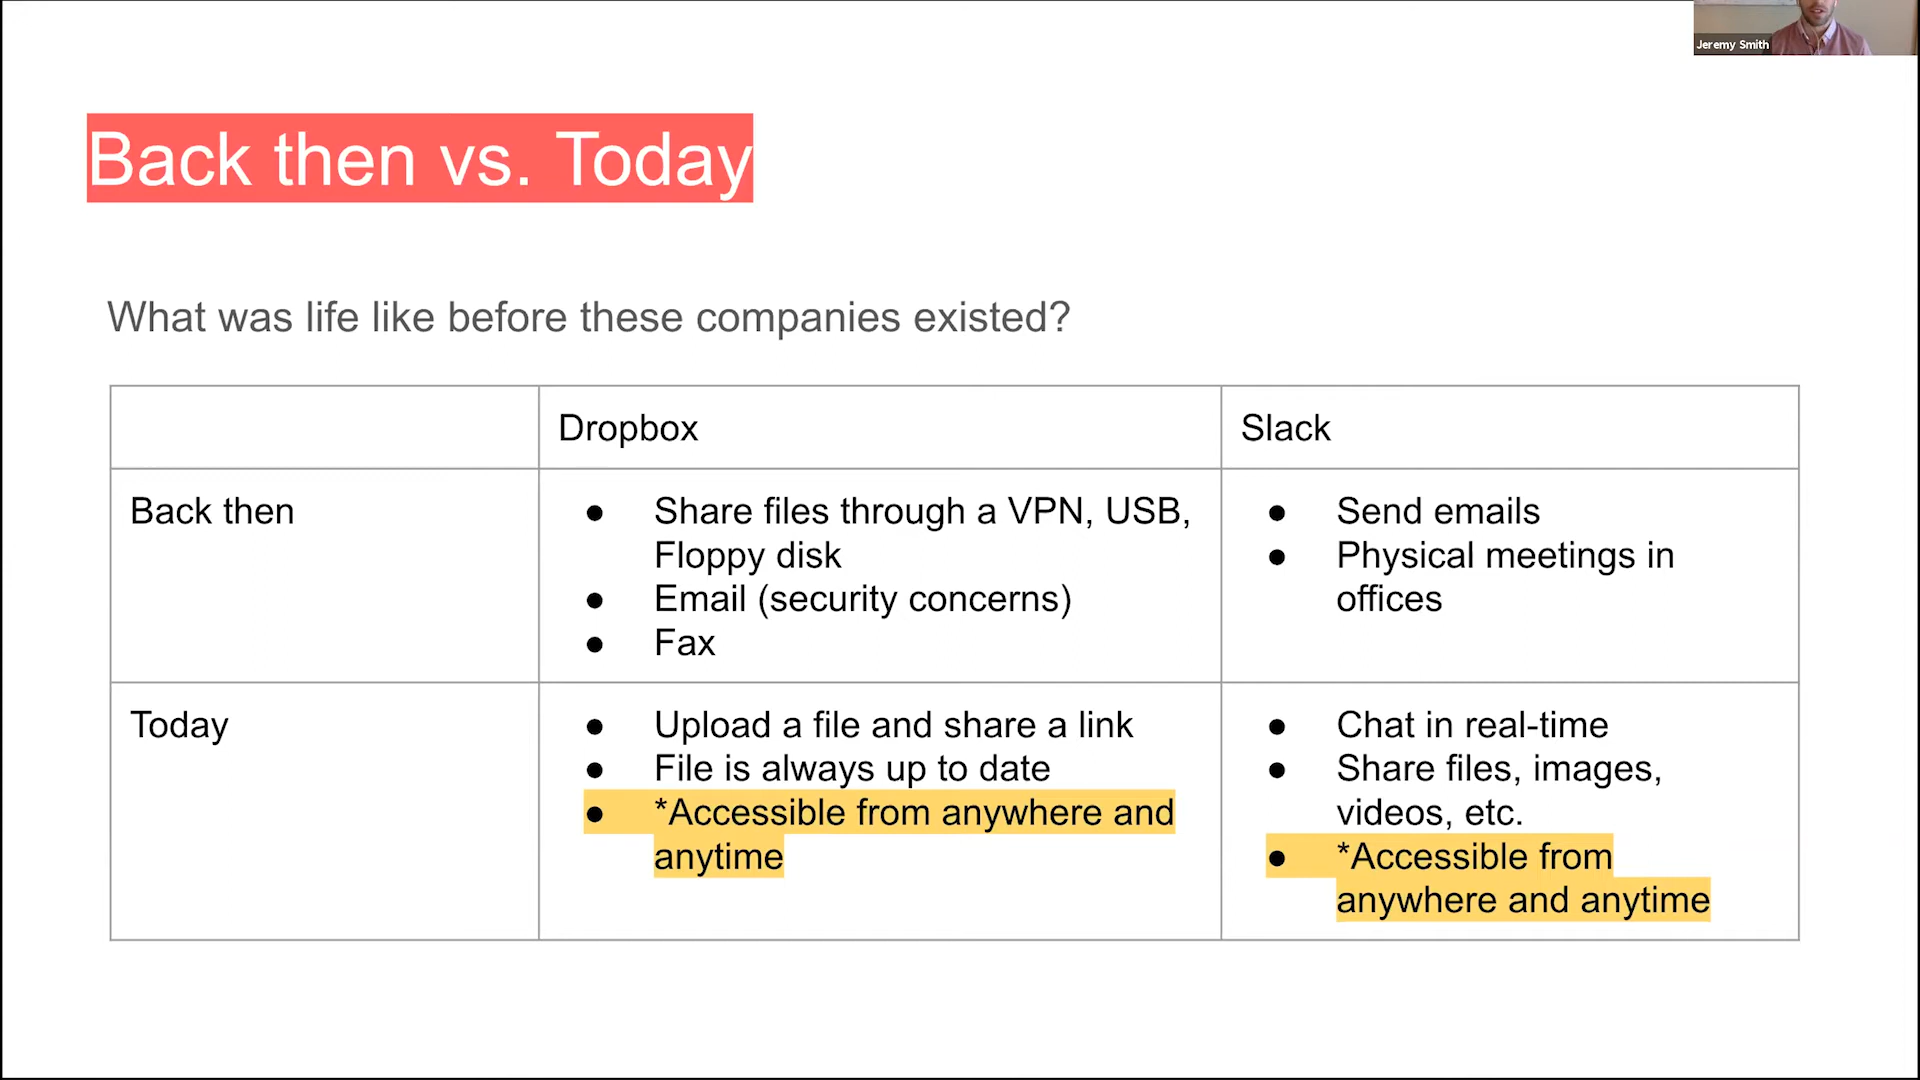 Jeremy Smith
Back then vs. Today
What was life like before these companies existed?
Dropbox
Slack
Back then
● Share files through a VPN, USB,
Floppy disk
● Email (security concerns)
● Fax
● Send emails
● Physical meetings in
offices
Today
● Upload a file and share a link
● File is always up to date
● *Accessible from anywhere and
anytime
● Chat in real-time
● Share files, images,
videos, etc.
● *Accessible from
anywhere and anytime